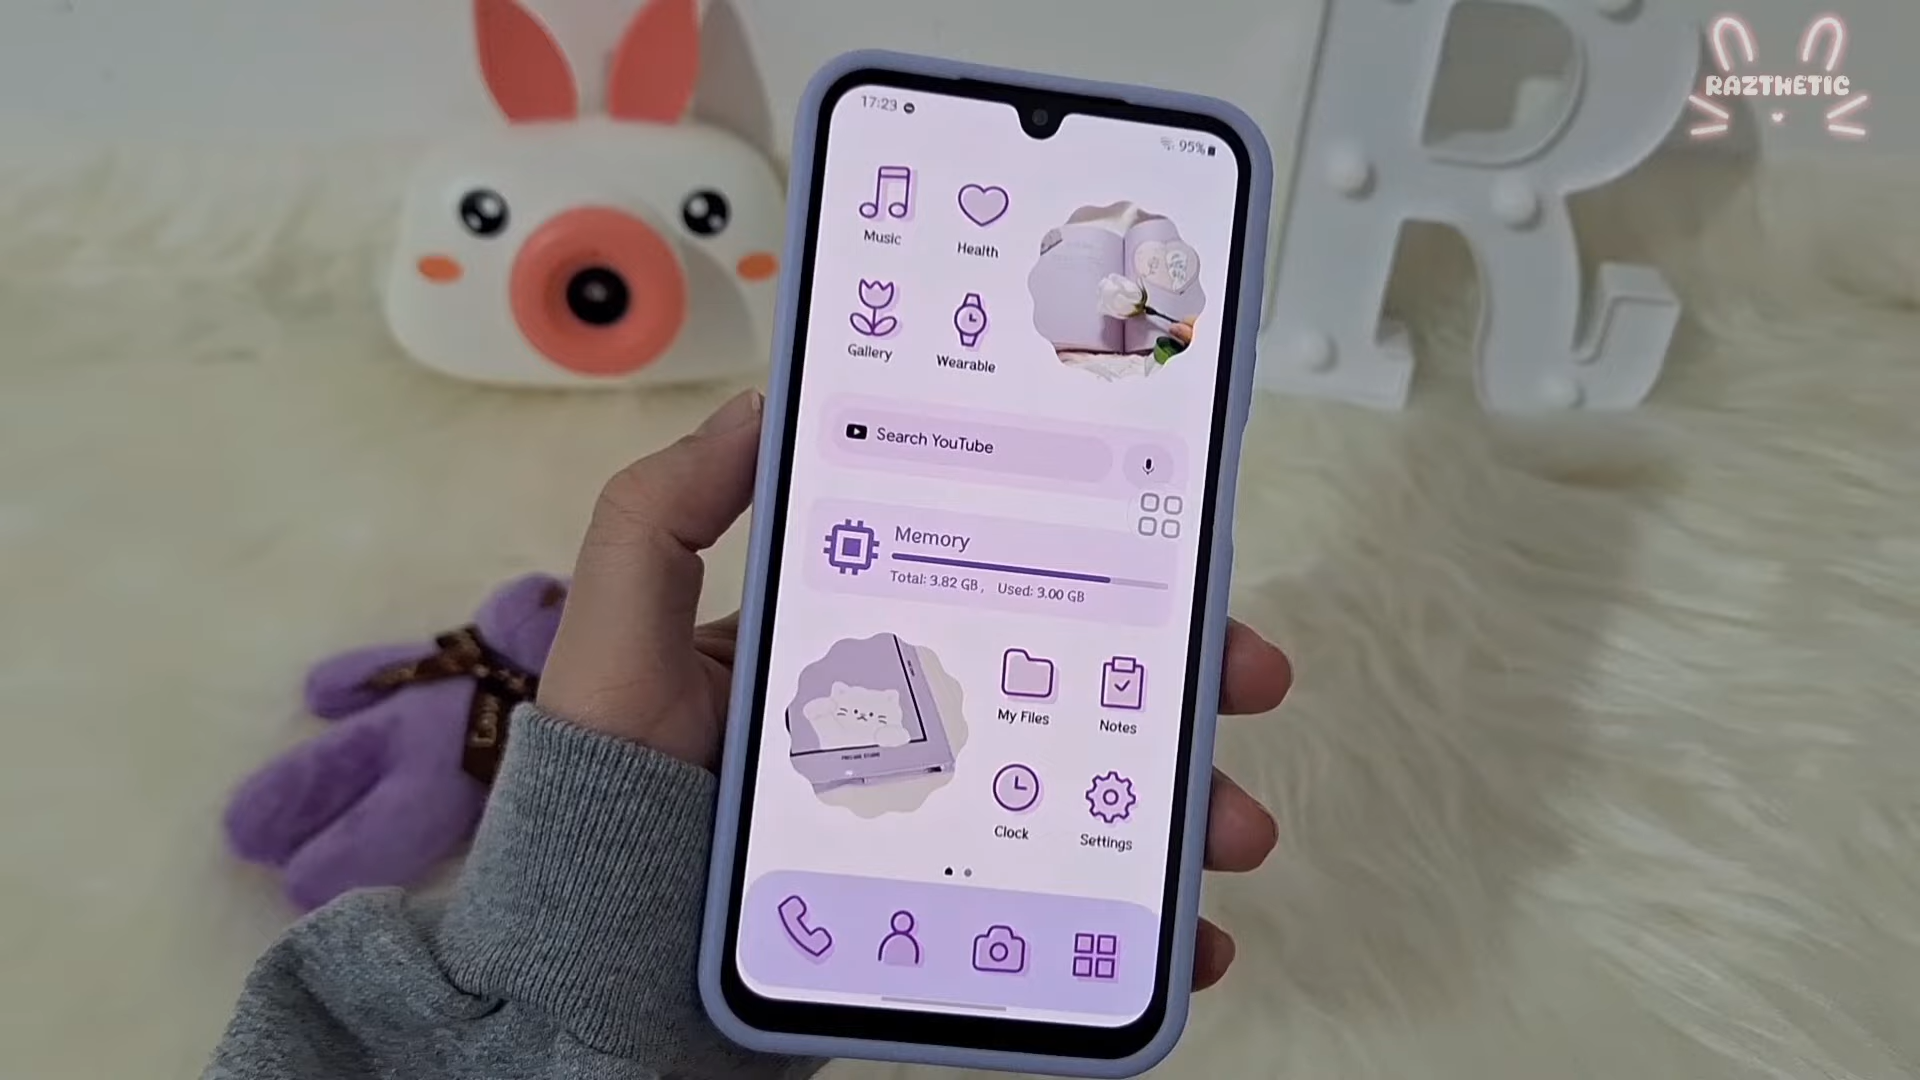 RAZTHETIC
17:23
95%
Music
Health
Gallery
Wearable
Search YouTube
Memory
Total: 3.82 GB, Used: 3.00 GB
My Files
Notes
Clock
Settings